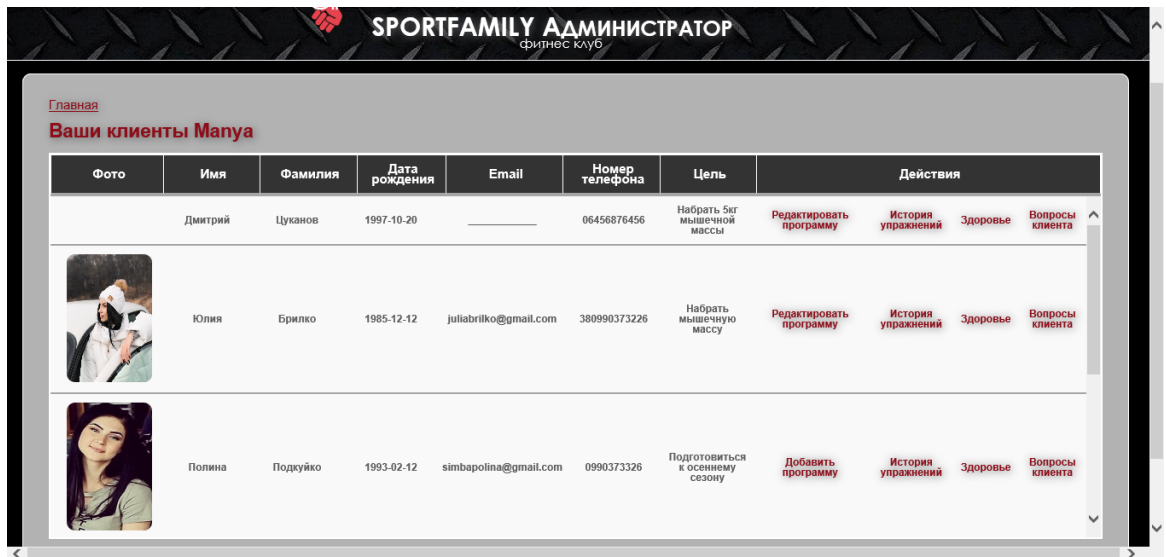 SPORTFAMILY Администратор
фитнес клуб
Главная
Ваши клиенты Manya
Фото Имя Фамилия Дата рождения Email Номер телефона Цель Действия
Дмитрий Цуканов 1997-10-20 06456876456 Набрать 5кг мышечной массы Редактировать программу История упражнений Здоровье Вопросы клиента
Юлия Брилко 1985-12-12 juliabrilko@gmail.com 380990373226 Набрать мышечную массу Редактировать программу История упражнений Здоровье Вопросы клиента
Полина Подкуйко 1993-02-12 simbapolina@gmail.com 0990373326 Подготовиться к осеннему сезону Добавить программу История упражнений Здоровье Вопросы клиента